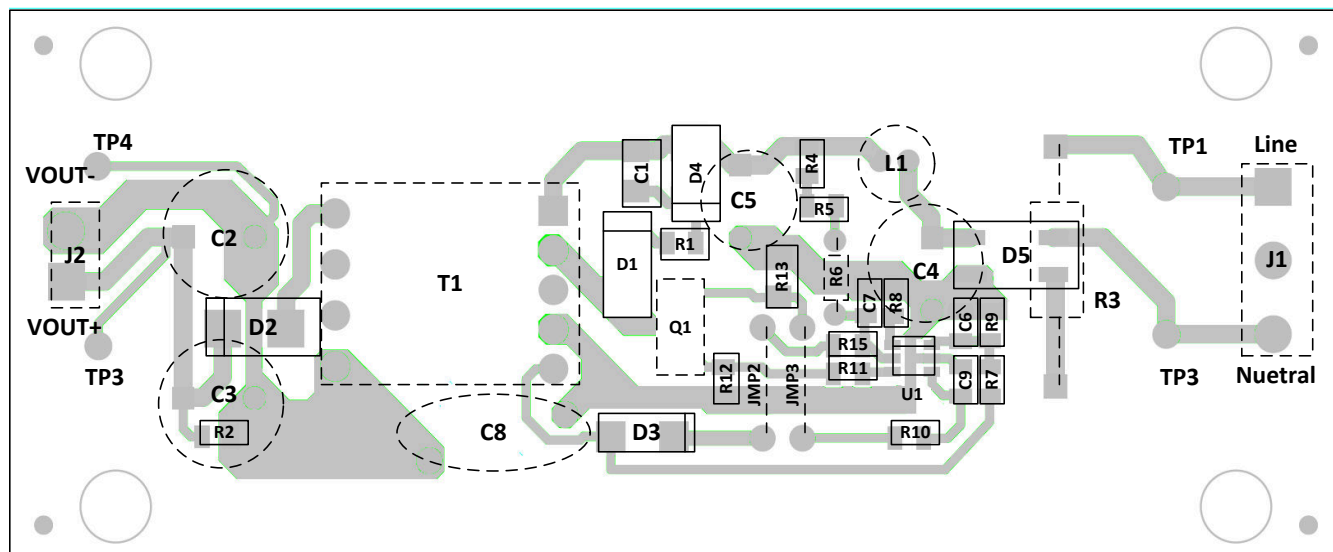 TP4
VOUT-
J2
VOUT+
TP3
C2
D2
C3
R2
T1
C8
C1
D4
C5
R1
D1
Q1
R13
R12
JMP2
JMP3
D3
R4
R5
R6
L1
C4
C7
R8
R15
R11
U1
C6
R9
C9
R7
R10
D5
R3
TP1
Line
J1
TP3
Nuetral